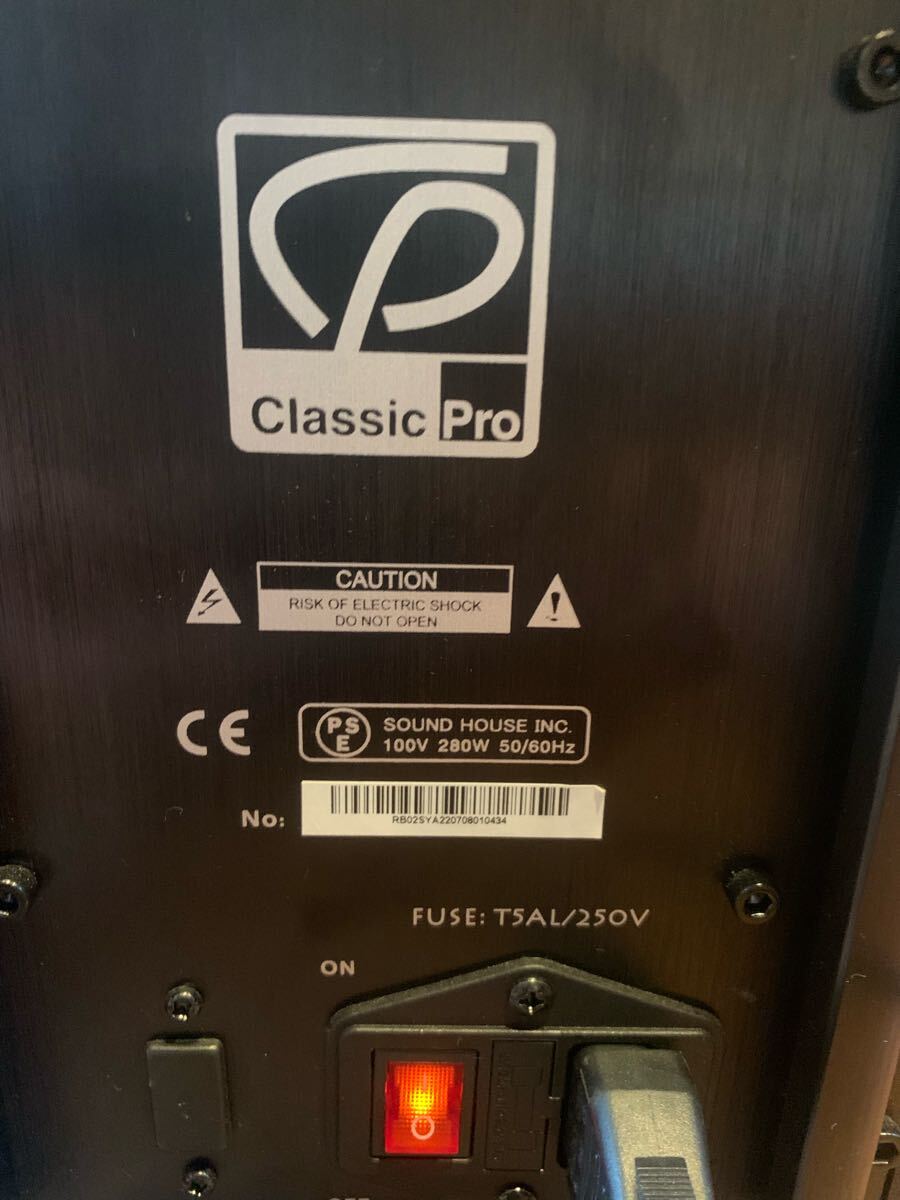 Classic Pro
CAUTION
RISK OF ELECTRIC SHOCK
DO NOT OPEN
CE
PSE
SOUND HOUSE INC.
100V 280W 50/60Hz
No:
RB02SYA220708010434
FUSE: T5AL/250V
ON